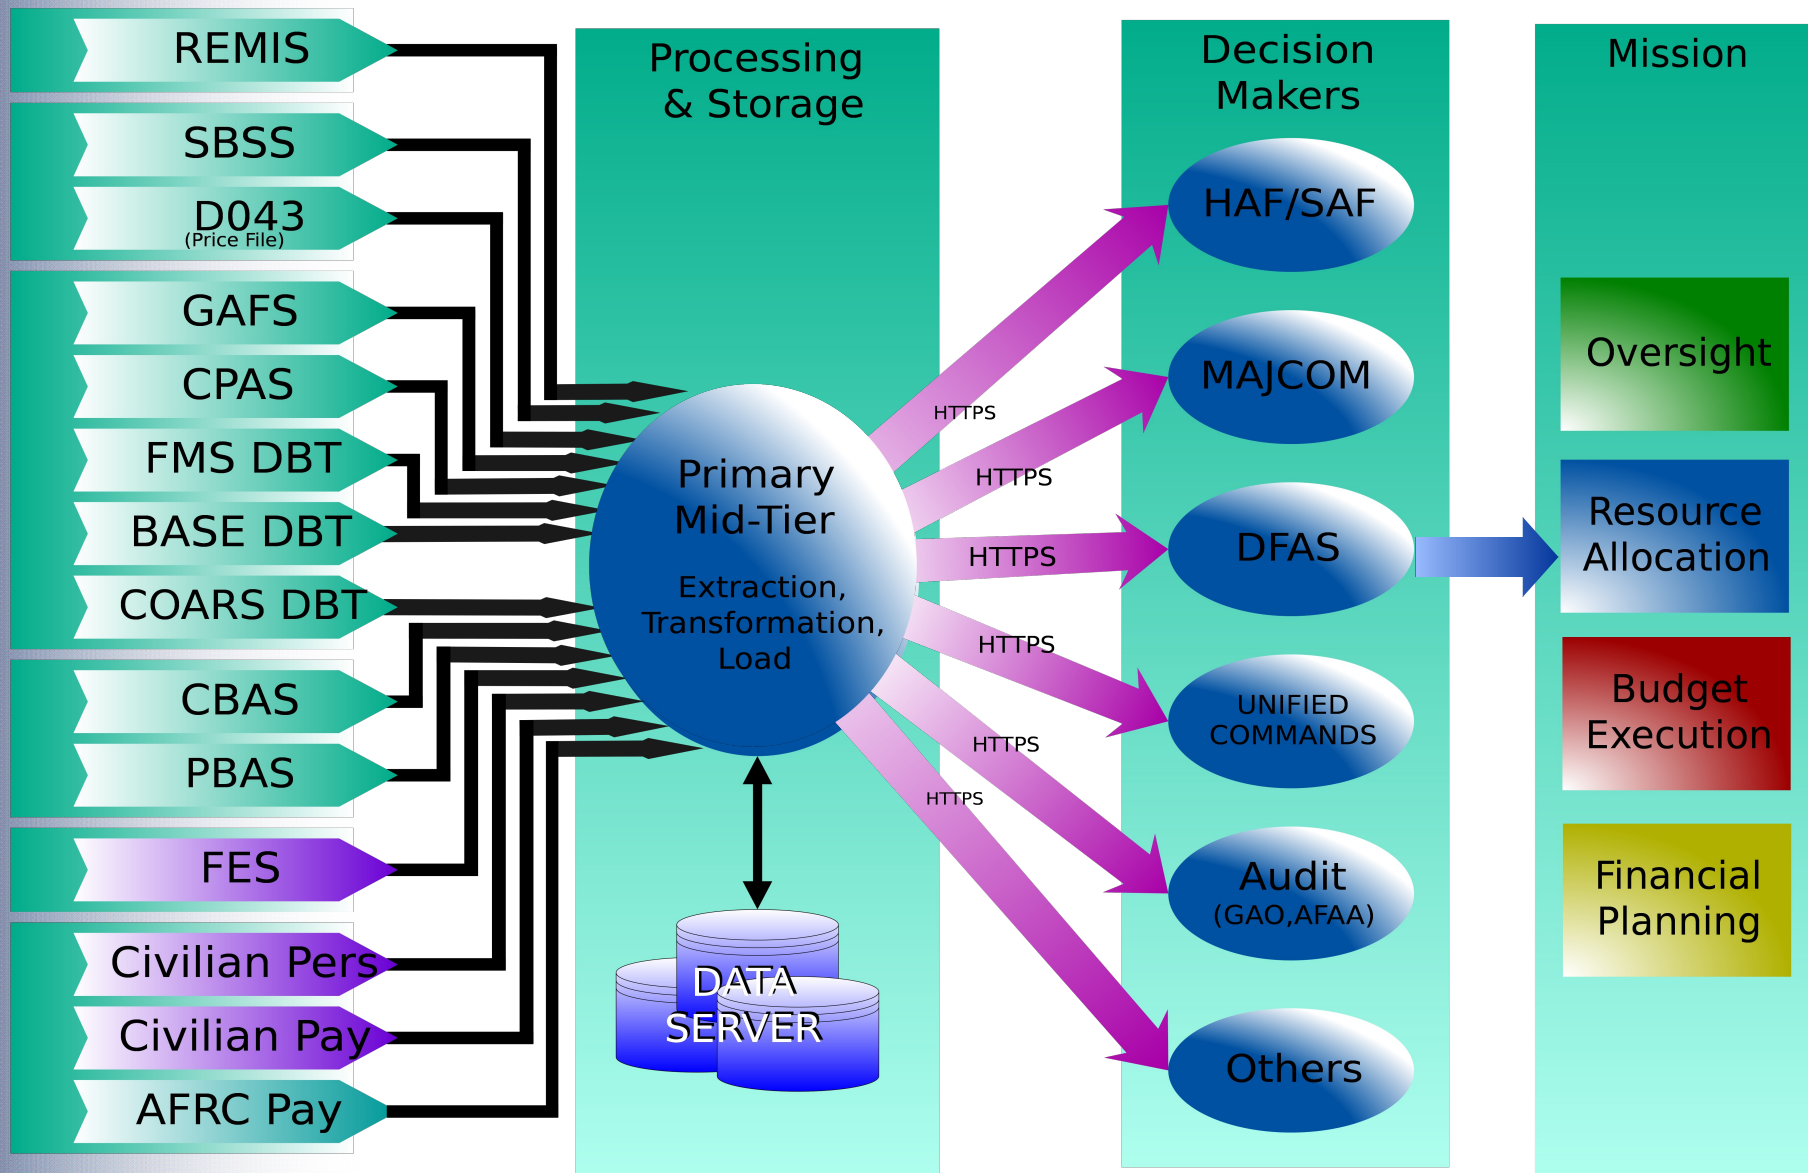 REMIS
SBSS
D043
(Price File)
GAFS
CPAS
FMS DBT
BASE DBT
COARS DBT
CBAS
PBAS
FES
Civilian Pers
Civilian Pay
AFRC Pay
Processing
& Storage
Primary
Mid-Tier
Extraction,
Transformation,
Load
DATA
SERVER
HTTPS
HTTPS
HTTPS
HTTPS
HTTPS
HTTPS
Decision
Makers
HAF/SAF
MAJCOM
DFAS
UNIFIED
COMMANDS
Audit
(GAO,AFAA)
Others
Mission
Oversight
Resource
Allocation
Budget
Execution
Financial
Planning